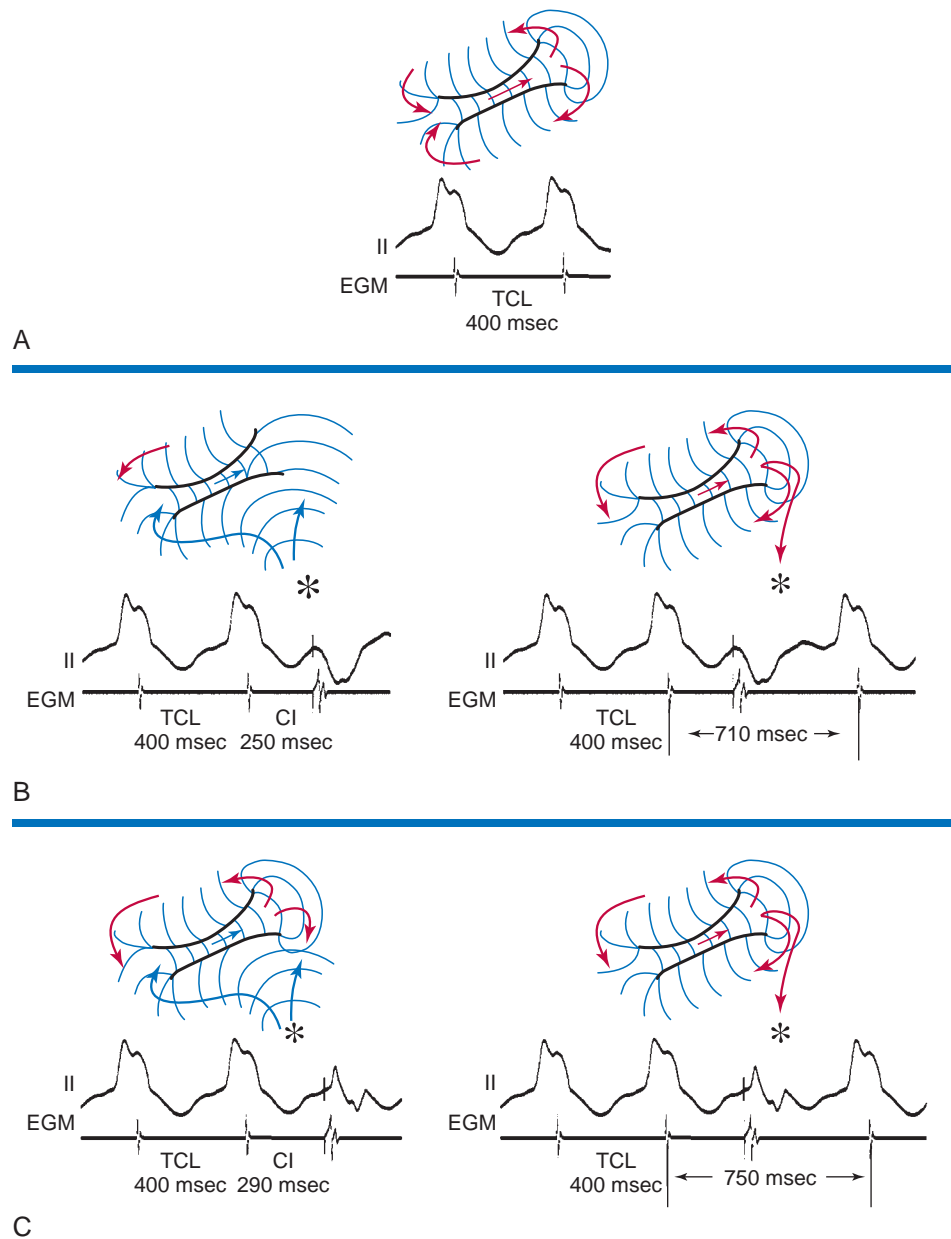 II
EGM
TCL
400 msec
A
*
*
II
EGM
TCL
400 msec
CI
250 msec
II
EGM
TCL
400 msec
710 msec
B
*
*
II
EGM
TCL
400 msec
CI
290 msec
II
EGM
TCL
400 msec
750 msec
C